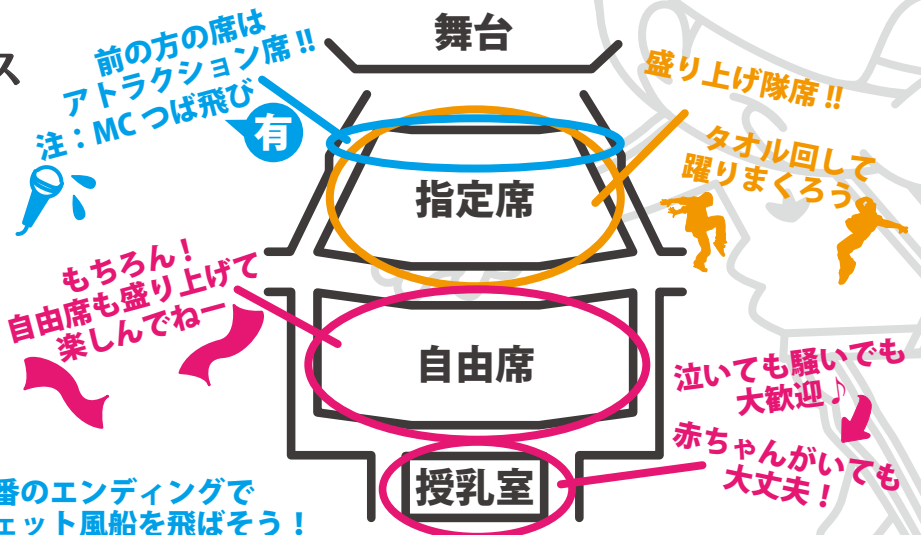 ス
舞台
前の方の席は
アトラクション席!!
注：MCつば飛び
有
盛り上げ隊席!!
タオル回して
躍りまくろう
指定席
もちろん！
自由席も盛り上げて
楽しんでねー
自由席
泣いても騒いでも
大歓迎♪
赤ちゃんがいても
大丈夫！
授乳室
番のエンディングで
ェット風船を飛ばそう！